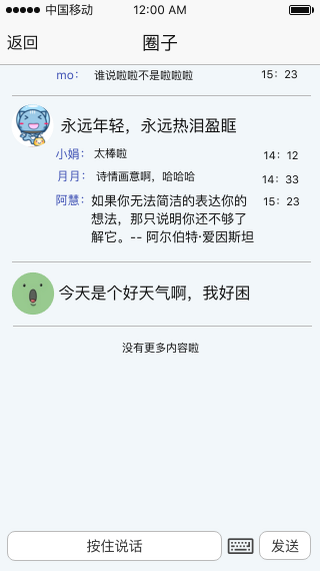 中国移动 12:00 AM
返回 圈子
mo： 谁说啦啦不是啦啦啦 15：23
永远年轻，永远热泪盈眶
小娟： 太棒啦 14：12
月月： 诗情画意啊，哈哈哈 14：33
阿慧： 如果你无法简洁的表达你的 15：23
想法，那只说明你还不够了
解它。-- 阿尔伯特·爱因斯坦
今天是个好天气啊，我好困
没有更多内容啦
按住说话 发送